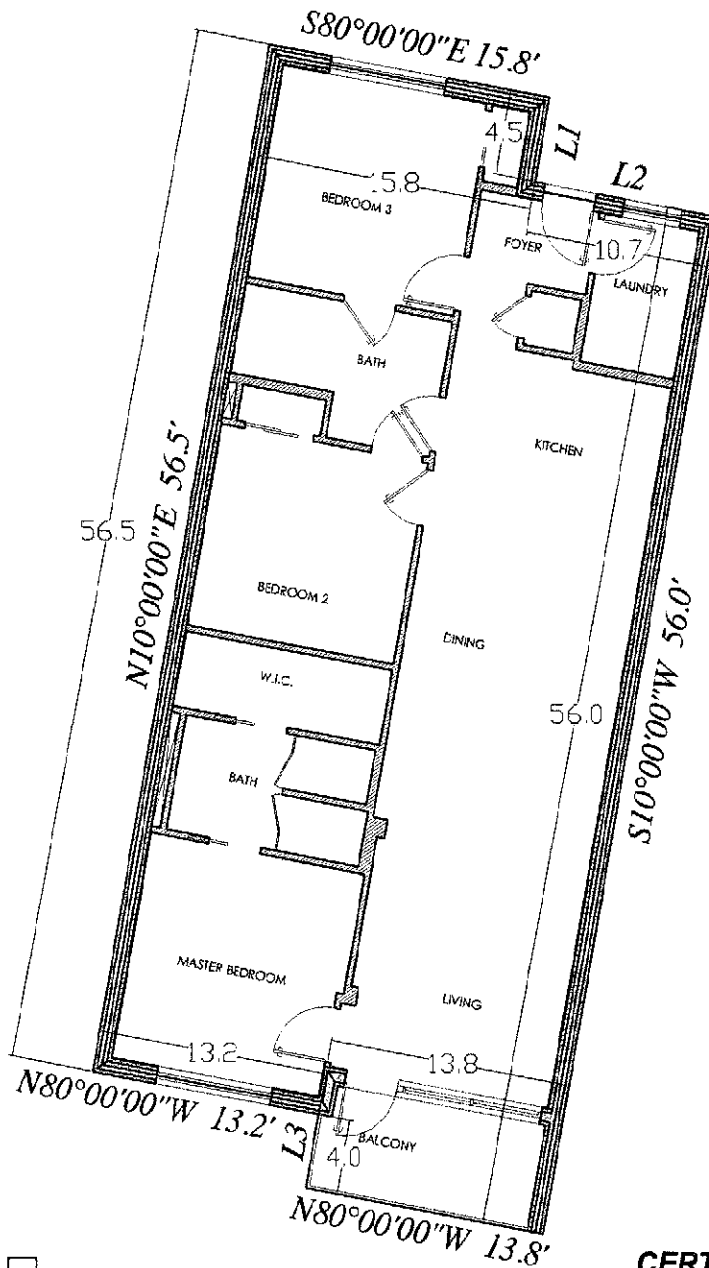 S80°00'00"E 15.8'
4.5
L1
L2
15.8
BEDROOM 3
FOYER
10.7
LAUNDRY
BATH
KITCHEN
N10°00'00"E 56.5'
56.5
BEDROOM 2
DINING
W.I.C.
56.0
S10°00'00"W 56.0'
BATH
MASTER BEDROOM
LIVING
13.2
13.8
N80°00'00"W 13.2'
L3
BALCONY
4.0
N80°00'00"W 13.8'
CERT